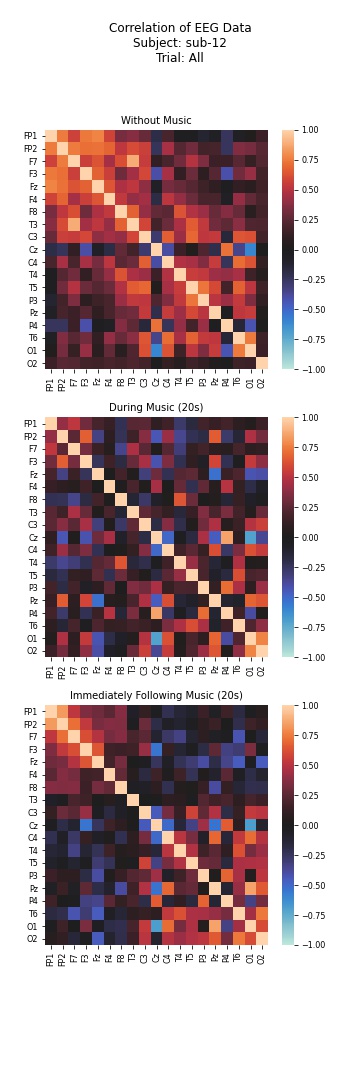 Correlation of EEG Data
Subject: sub-12
Trial: All
Without Music
FP1
FP2
F7
F3
Fz
F4
F8
T3
C3
Cz
C4
T4
T5
P3
Pz
P4
T6
O1
O2
FP1 FP2 F7 F3 Fz F4 F8 T3 C3 Cz C4 T4 T5 P3 Pz P4 T6 O1 O2
1.00
0.75
0.50
0.25
0.00
−0.25
−0.50
−0.75
−1.00
During Music (20s)
FP1
FP2
F7
F3
Fz
F4
F8
T3
C3
Cz
C4
T4
T5
P3
Pz
P4
T6
O1
O2
FP1 FP2 F7 F3 Fz F4 F8 T3 C3 Cz C4 T4 T5 P3 Pz P4 T6 O1 O2
1.00
0.75
0.50
0.25
0.00
−0.25
−0.50
−0.75
−1.00
Immediately Following Music (20s)
FP1
FP2
F7
F3
Fz
F4
F8
T3
C3
Cz
C4
T4
T5
P3
Pz
P4
T6
O1
O2
FP1 FP2 F7 F3 Fz F4 F8 T3 C3 Cz C4 T4 T5 P3 Pz P4 T6 O1 O2
1.00
0.75
0.50
0.25
0.00
−0.25
−0.50
−0.75
−1.00